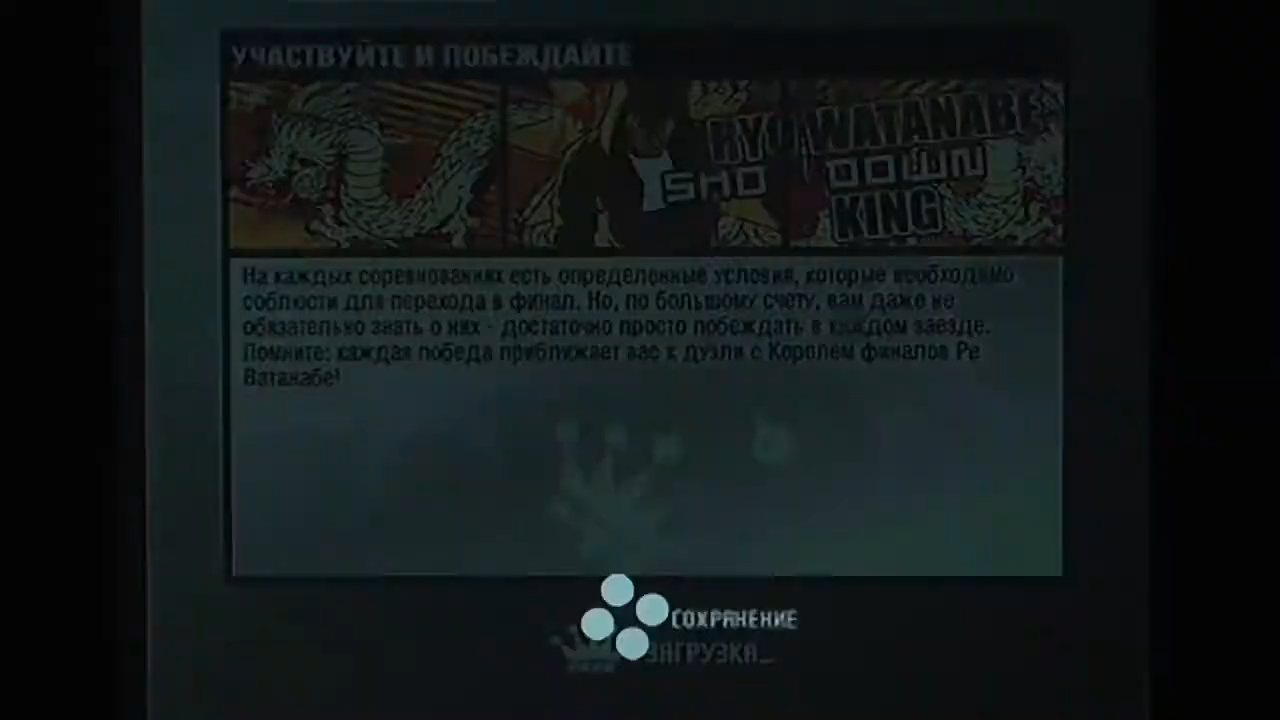 УЧАСТВУЙТЕ И ПОБЕЖДАЙТЕ
RYO WATANABE
SHO DOWN
KING
На каждых соревнованиях есть определенные условия, которые необходимо
соблюсти для перехода в финал. Но, по большому счету, вам даже не
обязательно знать о них - достаточно просто побеждать в каждом заезде.
Помните: каждая победа приближает вас к дуэли с Королем финалов Ре
Ватанабе!
СОХРАНЕНИЕ
ЗАГРУЗКА...